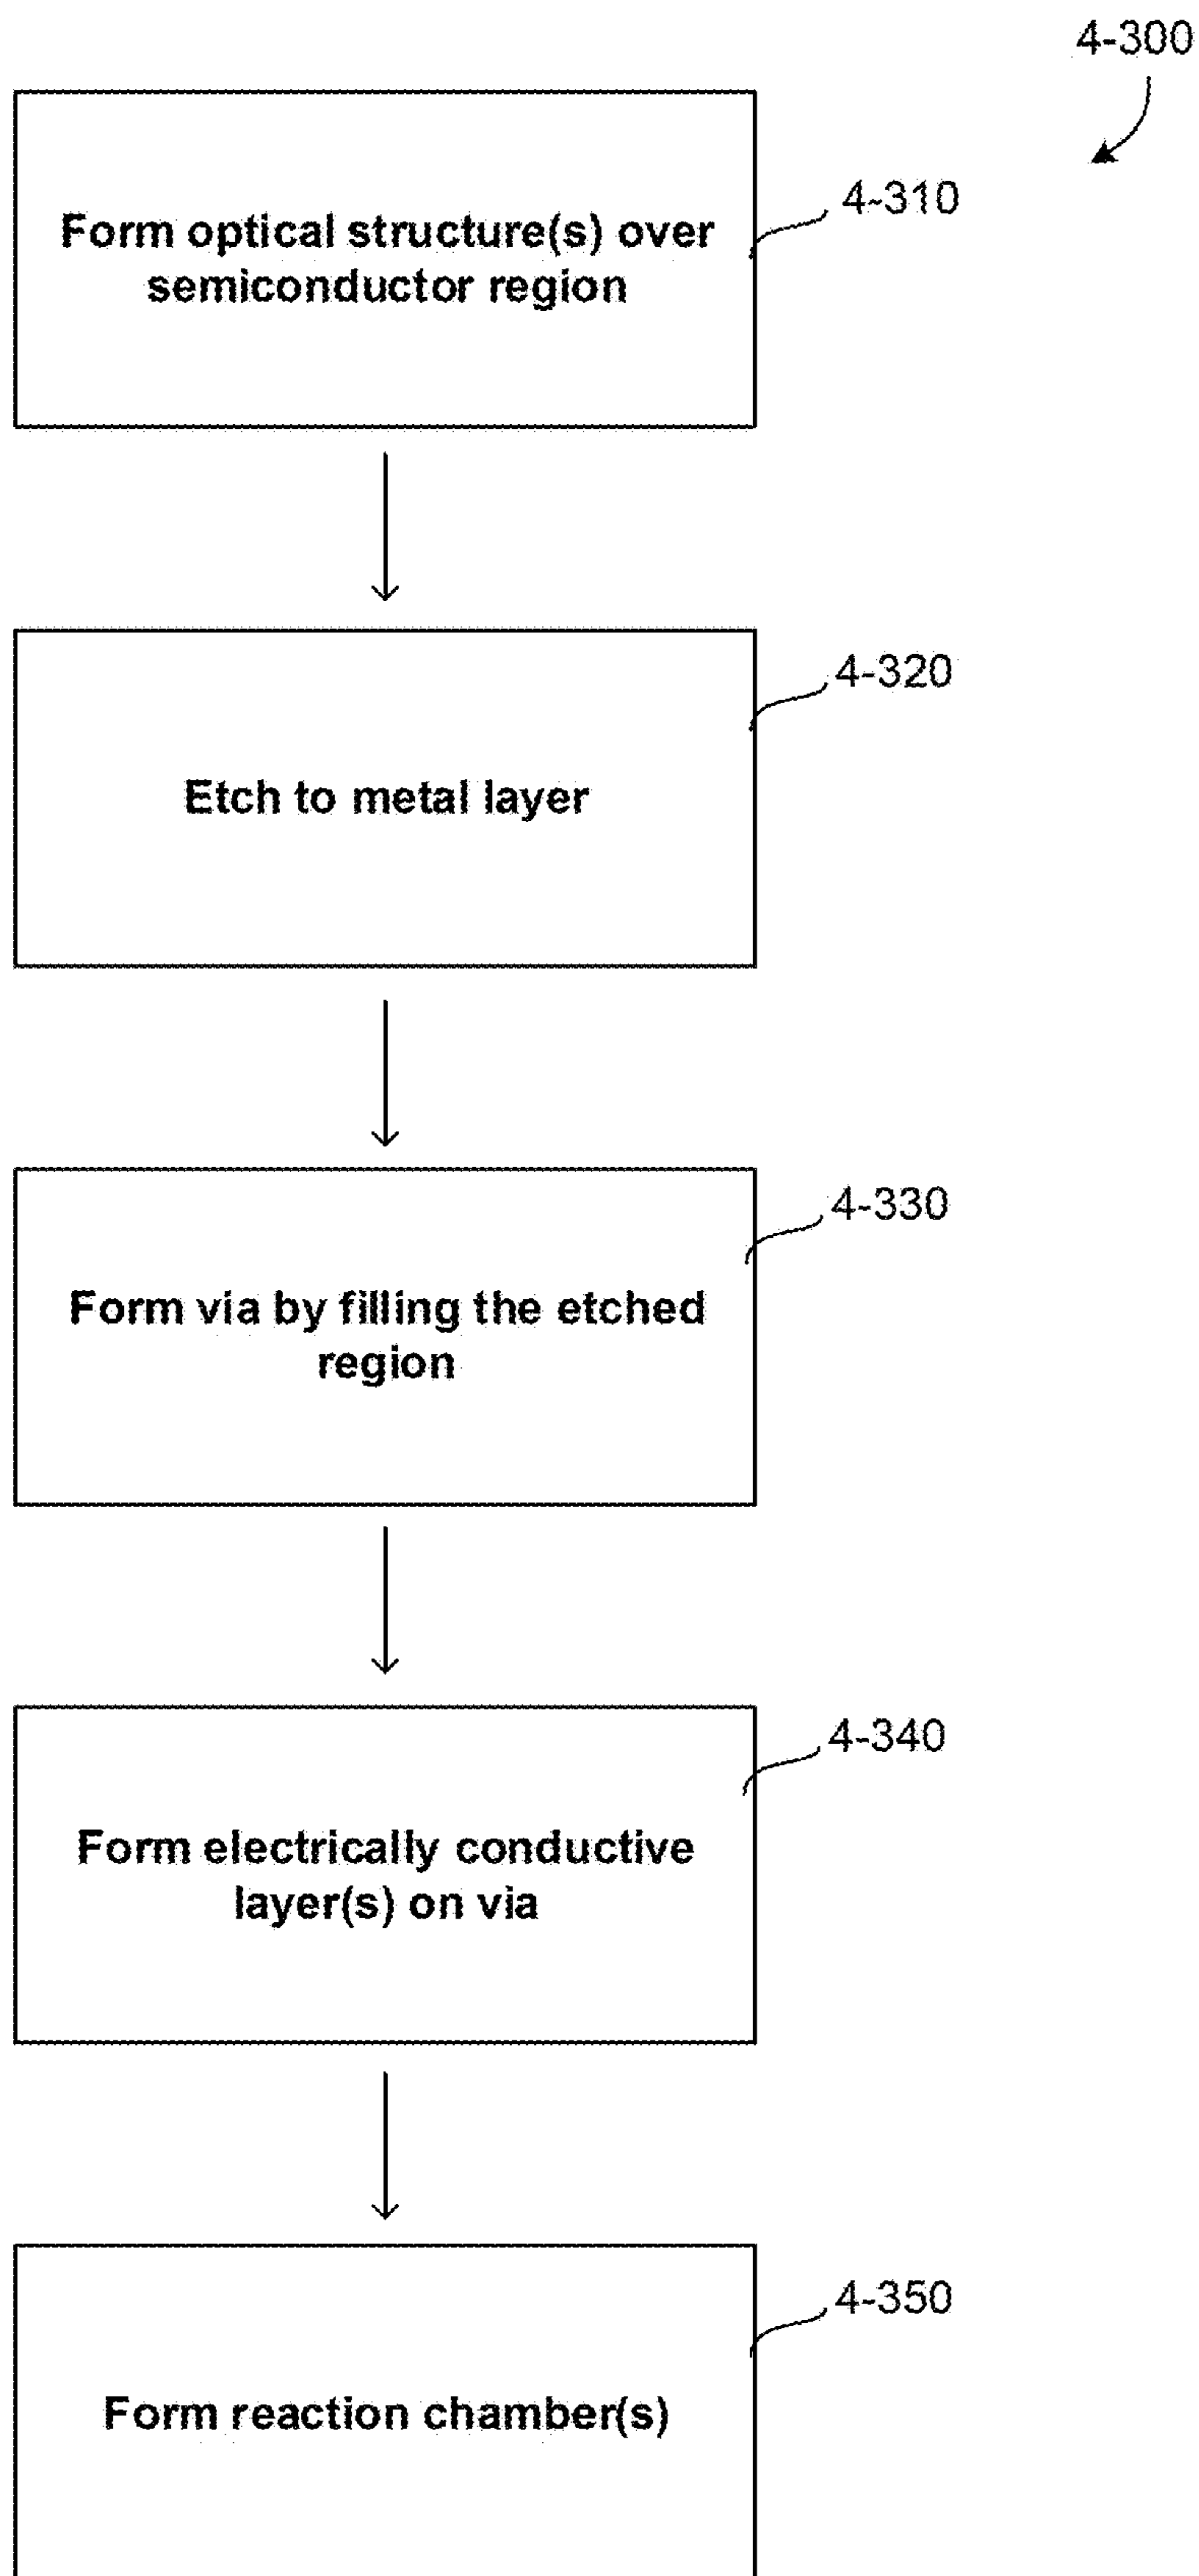 4-300
4-310
Form optical structure(s) over
semiconductor region
4-320
Etch to metal layer
4-330
Form via by filling the etched
region
4-340
Form electrically conductive
layer(s) on via
4-350
Form reaction chamber(s)